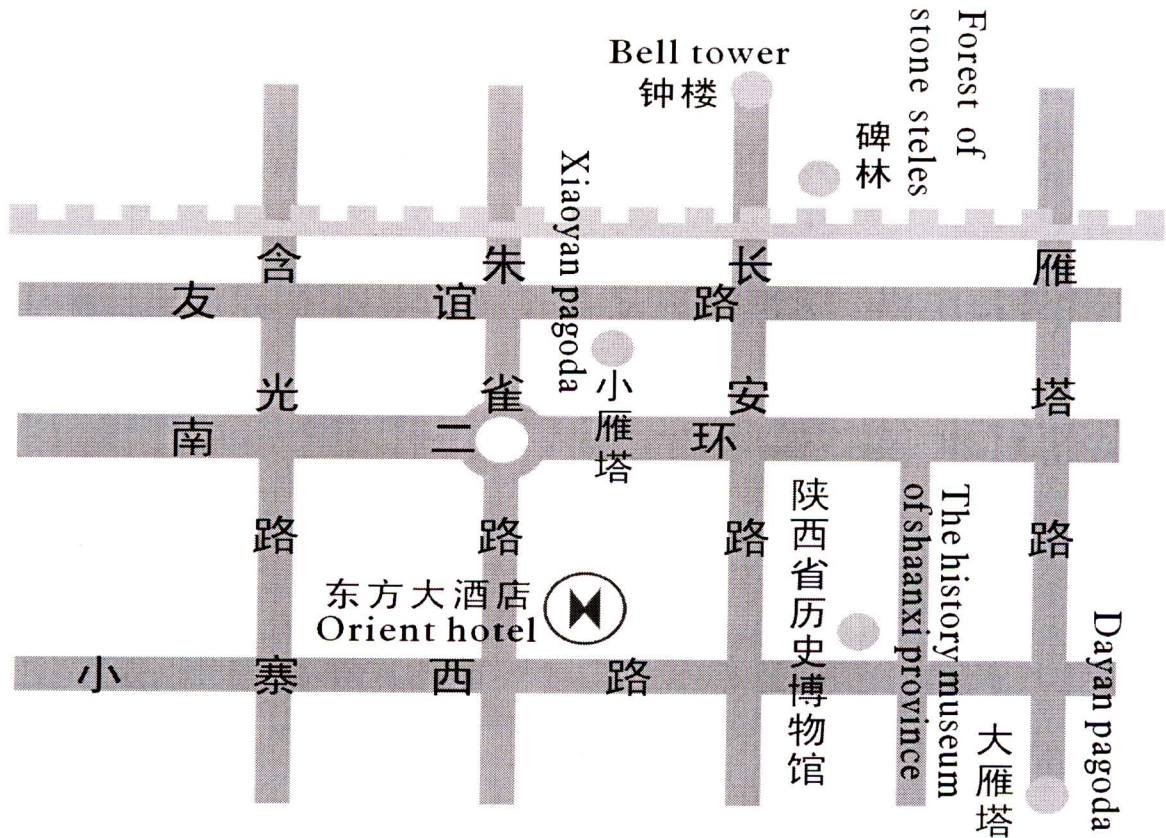 Bell tower
钟楼
Forest of
stone steles
碑林
Xiaoyan pagoda
小雁塔
含光路
朱雀路
长安路
雁塔路
友谊路
南二环
陕西省历史博物馆
The history museum
of shaanxi province
东方大酒店
Orient hotel
小寨西路
大雁塔
Dayan pagoda